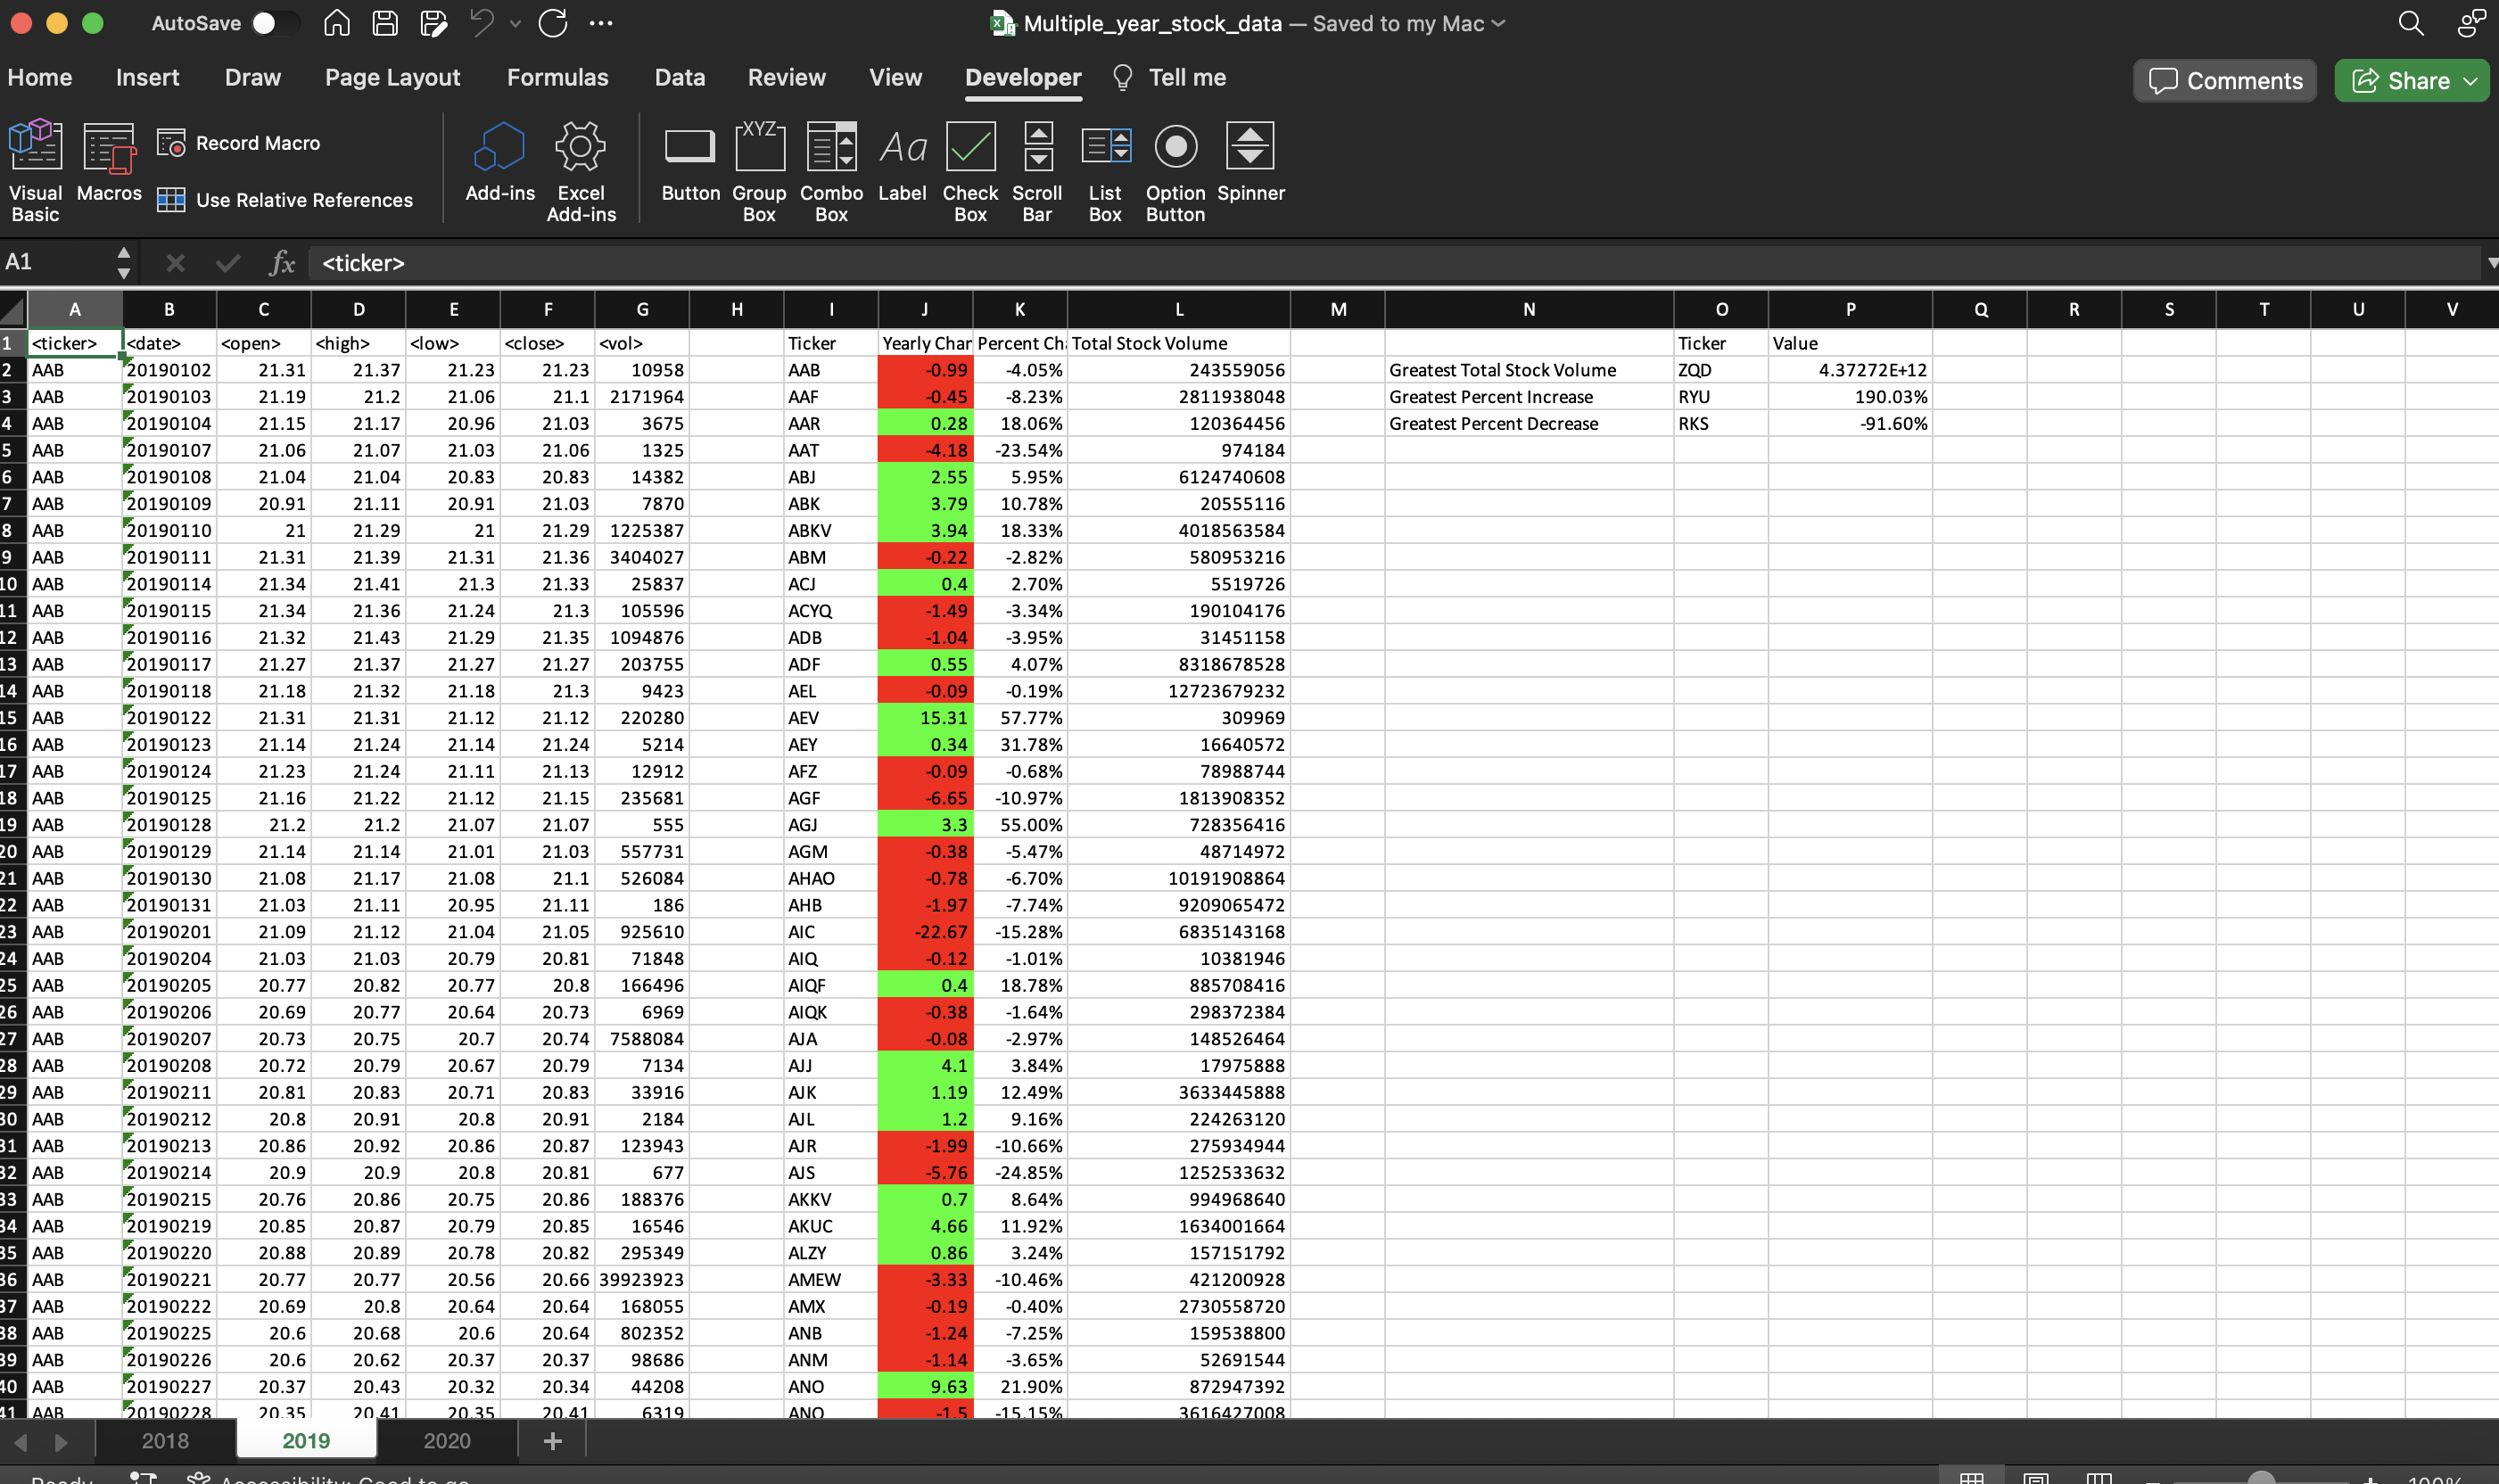 AutoSave Multiple_year_stock_data — Saved to my Mac
Home Insert Draw Page Layout Formulas Data Review View Developer Tell me Comments Share
Record Macro XYZ Aa
Visual Basic Macros Use Relative References Add-ins Excel Add-ins Button Group Box Combo Box Label Check Box Scroll Bar List Box Option Button Spinner
A1 fx <ticker>
A B C D E F G H I J K L M N O P Q R S T U V
1 <ticker> <date> <open> <high> <low> <close> <vol> Ticker Yearly Char Percent Ch Total Stock Volume Ticker Value
2 AAB 20190102 21.31 21.37 21.23 21.23 10958 AAB -0.99 -4.05% 243559056 Greatest Total Stock Volume ZQD 4.37272E+12
3 AAB 20190103 21.19 21.2 21.06 21.1 2171964 AAF -0.45 -8.23% 2811938048 Greatest Percent Increase RYU 190.03%
4 AAB 20190104 21.15 21.17 20.96 21.03 3675 AAR 0.28 18.06% 120364456 Greatest Percent Decrease RKS -91.60%
5 AAB 20190107 21.06 21.07 21.03 21.06 1325 AAT -4.18 -23.54% 974184
6 AAB 20190108 21.04 21.04 20.83 20.83 14382 ABJ 2.55 5.95% 6124740608
7 AAB 20190109 20.91 21.11 20.91 21.03 7870 ABK 3.79 10.78% 20555116
8 AAB 20190110 21 21.29 21 21.29 1225387 ABKV 3.94 18.33% 4018563584
9 AAB 20190111 21.31 21.39 21.31 21.36 3404027 ABM -0.22 -2.82% 580953216
10 AAB 20190114 21.34 21.41 21.3 21.33 25837 ACJ 0.4 2.70% 5519726
11 AAB 20190115 21.34 21.36 21.24 21.3 105596 ACYQ -1.49 -3.34% 190104176
12 AAB 20190116 21.32 21.43 21.29 21.35 1094876 ADB -1.04 -3.95% 31451158
13 AAB 20190117 21.27 21.37 21.27 21.27 203755 ADF 0.55 4.07% 8318678528
14 AAB 20190118 21.18 21.32 21.18 21.3 9423 AEL -0.09 -0.19% 12723679232
15 AAB 20190122 21.31 21.31 21.12 21.12 220280 AEV 15.31 57.77% 309969
16 AAB 20190123 21.14 21.24 21.14 21.24 5214 AEY 0.34 31.78% 16640572
17 AAB 20190124 21.23 21.24 21.11 21.13 12912 AFZ -0.09 -0.68% 78988744
18 AAB 20190125 21.16 21.22 21.12 21.15 235681 AGF -6.65 -10.97% 1813908352
19 AAB 20190128 21.2 21.2 21.07 21.07 555 AGJ 3.3 55.00% 728356416
20 AAB 20190129 21.14 21.14 21.01 21.03 557731 AGM -0.38 -5.47% 48714972
21 AAB 20190130 21.08 21.17 21.08 21.1 526084 AHAO -0.78 -6.70% 10191908864
22 AAB 20190131 21.03 21.11 20.95 21.11 186 AHB -1.97 -7.74% 9209065472
23 AAB 20190201 21.09 21.12 21.04 21.05 925610 AIC -22.67 -15.28% 6835143168
24 AAB 20190204 21.03 21.03 20.79 20.81 71848 AIQ -0.12 -1.01% 10381946
25 AAB 20190205 20.77 20.82 20.77 20.8 166496 AIQF 0.4 18.78% 885708416
26 AAB 20190206 20.69 20.77 20.64 20.73 6969 AIQK -0.38 -1.64% 298372384
27 AAB 20190207 20.73 20.75 20.7 20.74 7588084 AJA -0.08 -2.97% 148526464
28 AAB 20190208 20.72 20.79 20.67 20.79 7134 AJJ 4.1 3.84% 17975888
29 AAB 20190211 20.81 20.83 20.71 20.83 33916 AJK 1.19 12.49% 3633445888
30 AAB 20190212 20.8 20.91 20.8 20.91 2184 AJL 1.2 9.16% 224263120
31 AAB 20190213 20.86 20.92 20.86 20.87 123943 AJR -1.99 -10.66% 275934944
32 AAB 20190214 20.9 20.9 20.8 20.81 677 AJS -5.76 -24.85% 1252533632
33 AAB 20190215 20.76 20.86 20.75 20.86 188376 AKKV 0.7 8.64% 994968640
34 AAB 20190219 20.85 20.87 20.79 20.85 16546 AKUC 4.66 11.92% 1634001664
35 AAB 20190220 20.88 20.89 20.78 20.82 295349 ALZY 0.86 3.24% 157151792
36 AAB 20190221 20.77 20.77 20.56 20.66 39923923 AMEW -3.33 -10.46% 421200928
37 AAB 20190222 20.69 20.8 20.64 20.64 168055 AMX -0.19 -0.40% 2730558720
38 AAB 20190225 20.6 20.68 20.6 20.64 802352 ANB -1.24 -7.25% 159538800
39 AAB 20190226 20.6 20.62 20.37 20.37 98686 ANM -1.14 -3.65% 52691544
40 AAB 20190227 20.37 20.43 20.32 20.34 44208 ANO 9.63 21.90% 872947392
41 AAB 20190228 20.35 20.41 20.35 20.41 6319 ANQ -1.5 -15.15% 3616427008
2018 2019 2020 +
Ready Accessibility: Good to go 100%